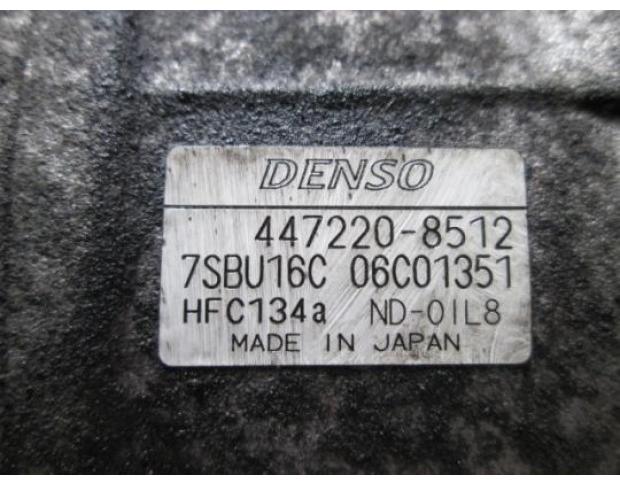 DENSO
447220-8512
7SBU16C 06C01351
HFC134a ND-OIL8
MADE IN JAPAN